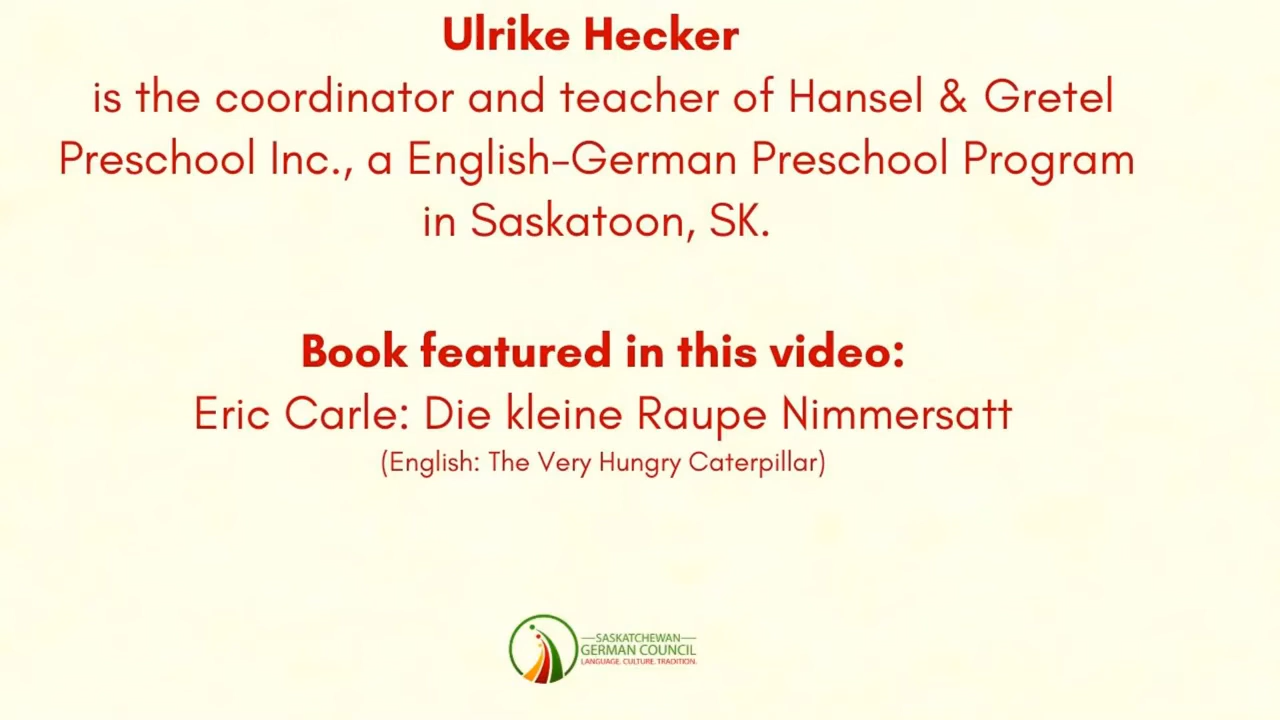 Ulrike Hecker
is the coordinator and teacher of Hansel & Gretel
Preschool Inc., a English-German Preschool Program
in Saskatoon, SK.
Book featured in this video:
Eric Carle: Die kleine Raupe Nimmersatt
(English: The Very Hungry Caterpillar)
SASKATCHEWAN
GERMAN COUNCIL
LANGUAGE. CULTURE. TRADITION.